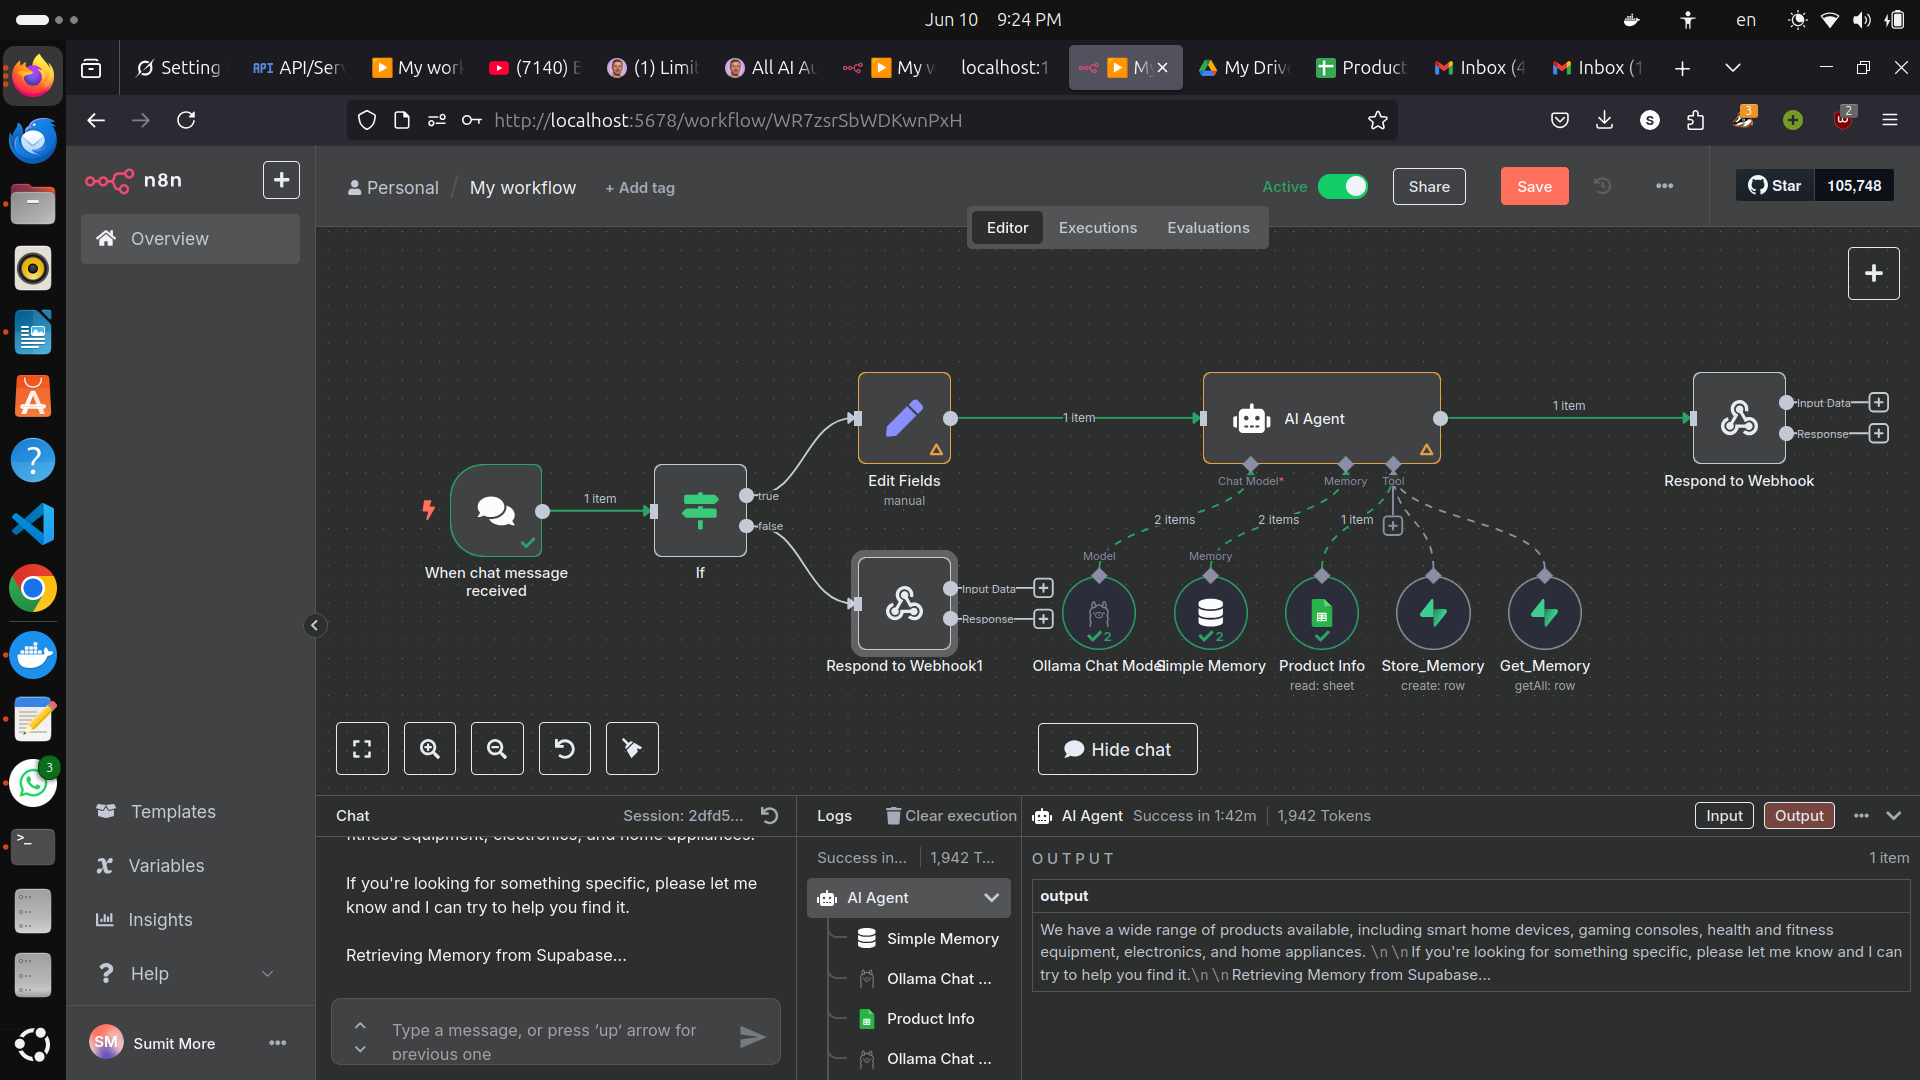 Jun 10 9:24 PM
en
Setting
API API/Ser
My wor
(7140)
(1) Limi
All AI A
My
localhost:1
M
My Driv
Product
Inbox (4
Inbox (1
http://localhost:5678/workflow/WR7zsrSbWDKwnPxH
S
3
2
n8n
Personal / My workflow + Add tag
Active
Share
Save
Star 105,748
Overview
Editor Executions Evaluations
1 item
AI Agent
1 item
Input Data
Response
Edit Fields
manual
Chat Model*
Memory
Tool
Respond to Webhook
1 item
true
false
2 items
2 items
1 item
When chat message received
If
Model
Memory
Input Data
Response
2
2
Respond to Webhook1
Ollama Chat Model
Simple Memory
Product Info
read: sheet
Store_Memory
create: row
Get_Memory
getAll: row
Hide chat
3
Templates
Variables
Insights
Help
SM Sumit More
Chat
Session: 2dfd5...
fitness equipment, electronics, and home appliances.
If you're looking for something specific, please let me
know and I can try to help you find it.
Retrieving Memory from Supabase...
Type a message, or press ‘up’ arrow for
previous one
Logs
Clear execution
Success in... 1,942 T...
AI Agent
Simple Memory
Ollama Chat ...
Product Info
Ollama Chat ...
AI Agent Success in 1:42m 1,942 Tokens
Input
Output
OUTPUT
1 item
output
We have a wide range of products available, including smart home devices, gaming consoles, health and fitness
equipment, electronics, and home appliances. \n\nIf you're looking for something specific, please let me know and I can
try to help you find it.\n\nRetrieving Memory from Supabase...